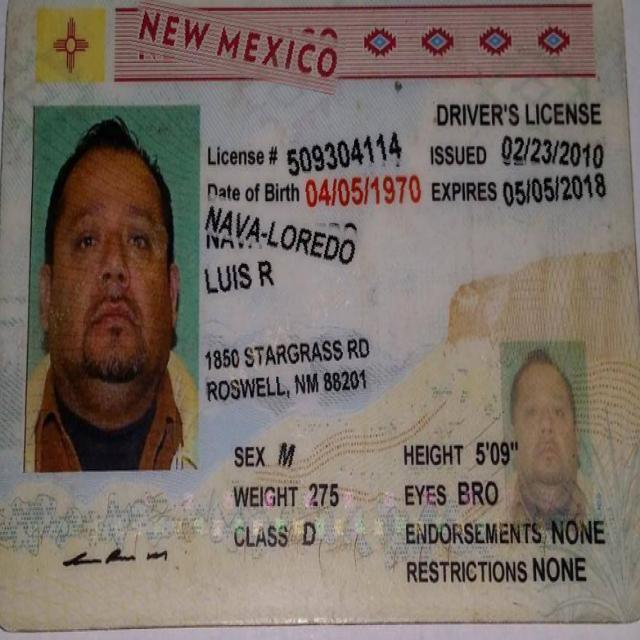 NEW MEXICO
DRIVER'S LICENSE
License # 509304114 ISSUED 02/23/2010
Date of Birth 04/05/1970 EXPIRES 05/05/2018
NAVA-LOREDO
LUIS R
1850 STARGRASS RD
ROSWELL, NM 88201
SEX M HEIGHT 5'09"
WEIGHT 275 EYES BRO
CLASS D ENDORSEMENTS NONE
RESTRICTIONS NONE